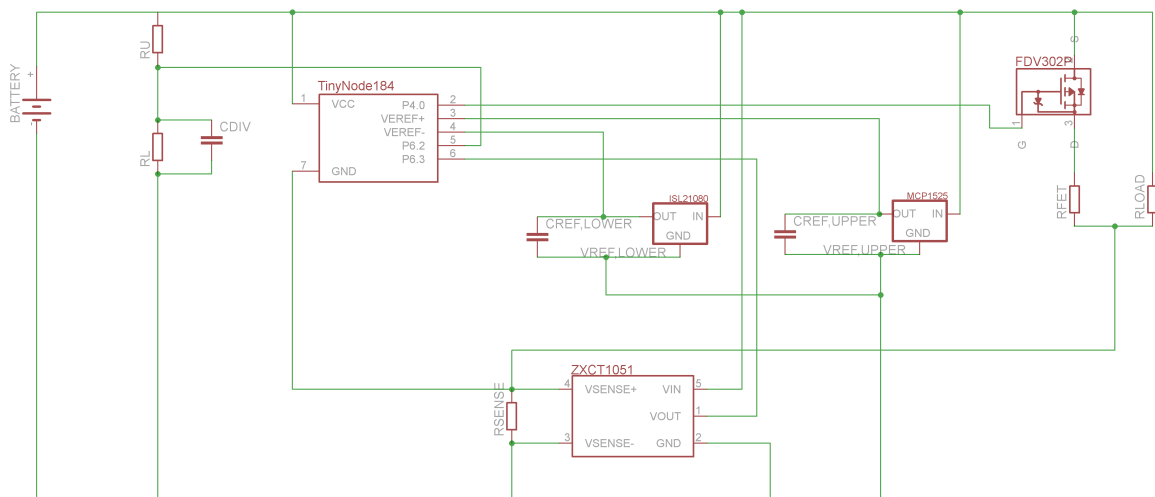 RU
BATTERY
+
-
RL
CDIV
TinyNode184
1 VCC P4.0 2
VEREF+ 3
VEREF- 4
P6.2 5
P6.3 6
7 GND
FDV302P
S
2
1
3
G
D
RFET
RLOAD
ISL21080
CREF,LOWER
OUT IN
GND
VREF,LOWER
MCP1525
CREF,UPPER
OUT IN
GND
VREF,UPPER
ZXCT1051
RSENSE
4 VSENSE+ VIN 5
VOUT 1
3 VSENSE- GND 2